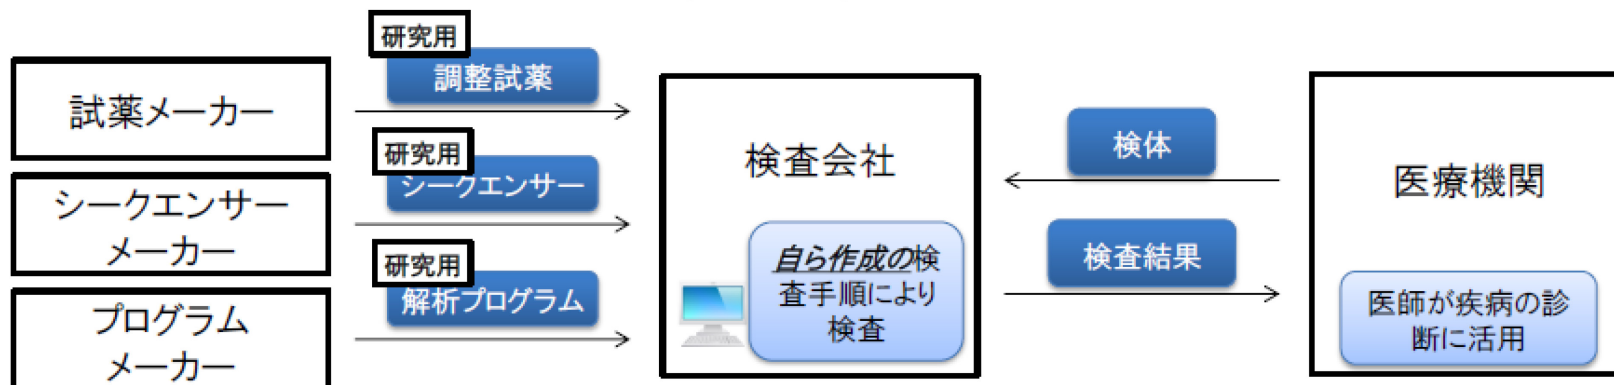 試薬メーカー
シークエンサー
メーカー
プログラム
メーカー
研究用
調整試薬
研究用
シークエンサー
研究用
解析プログラム
検査会社
自ら作成の検
査手順により
検査
検体
検査結果
医療機関
医師が疾病の診
断に活用